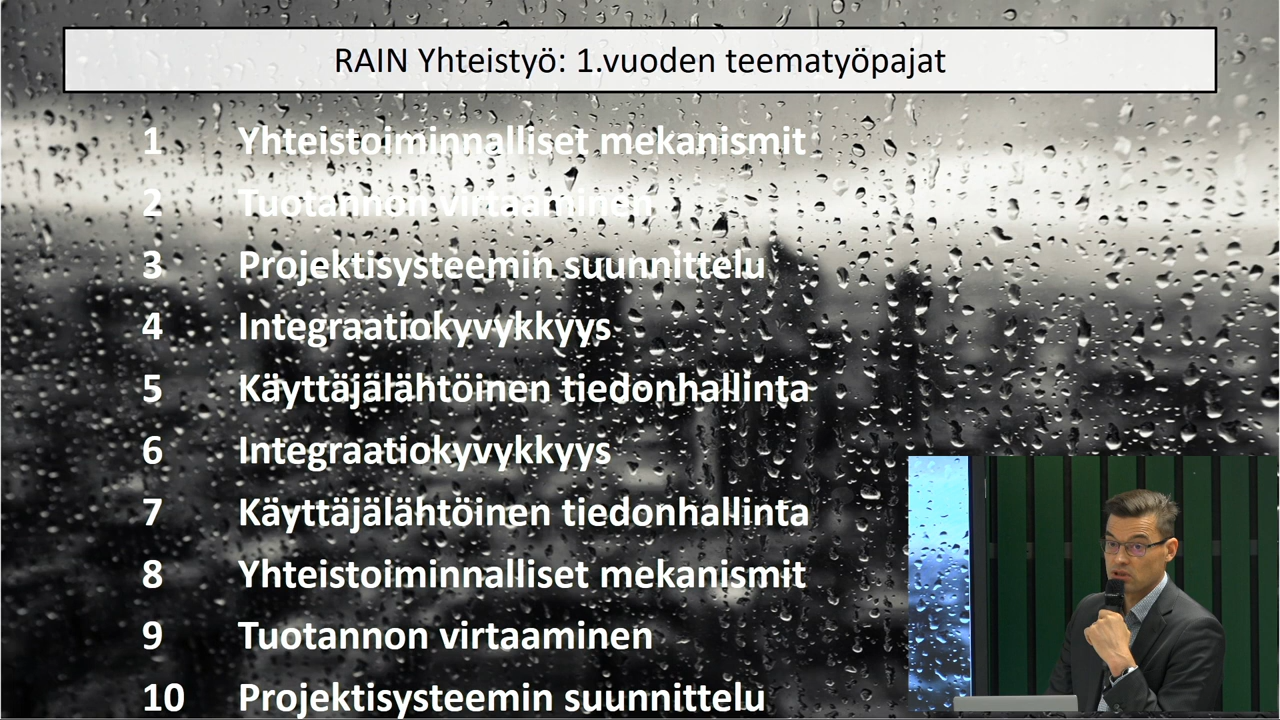 RAIN Yhteistyö: 1.vuoden teematyöpajat
1 Yhteistoiminnalliset mekanismit
2 Tuotannon virtaaminen
3 Projektisysteemin suunnittelu
4 Integraatiokyvykkyys
5 Käyttäjälähtöinen tiedonhallinta
6 Integraatiokyvykkyys
7 Käyttäjälähtöinen tiedonhallinta
8 Yhteistoiminnalliset mekanismit
9 Tuotannon virtaaminen
10 Projektisysteemin suunnittelu